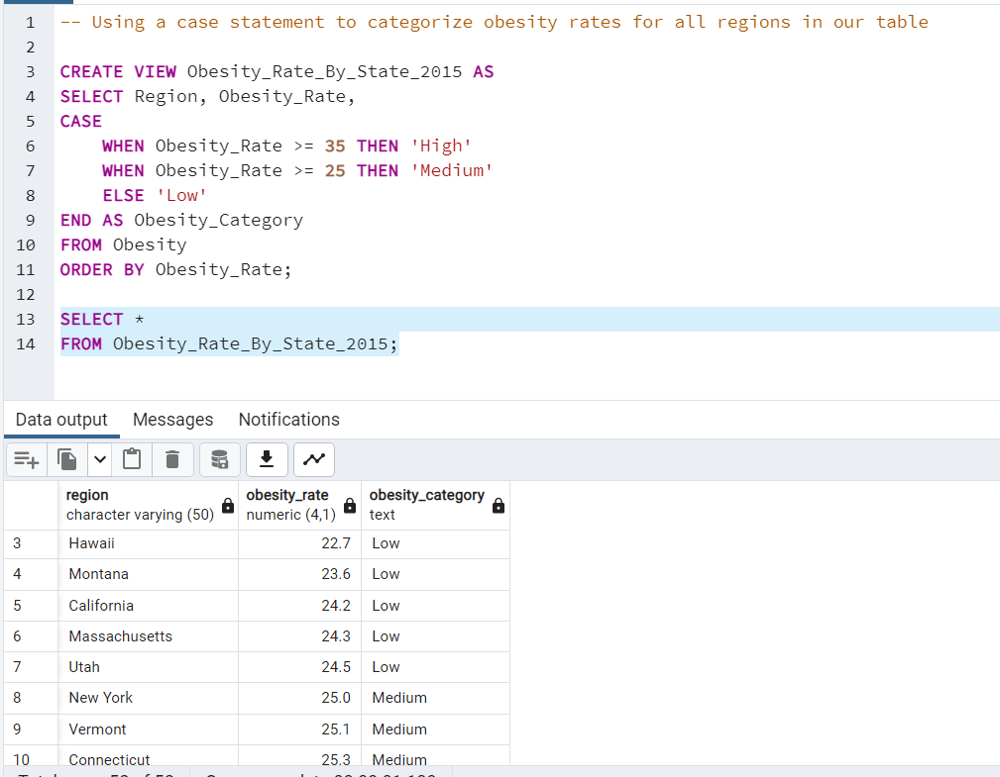 1 -- Using a case statement to categorize obesity rates for all regions in our table
2
3 CREATE VIEW Obesity_Rate_By_State_2015 AS
4 SELECT Region, Obesity_Rate,
5 CASE
6 WHEN Obesity_Rate >= 35 THEN 'High'
7 WHEN Obesity_Rate >= 25 THEN 'Medium'
8 ELSE 'Low'
9 END AS Obesity_Category
10 FROM Obesity
11 ORDER BY Obesity_Rate;
12
13 SELECT *
14 FROM Obesity_Rate_By_State_2015;
Data output Messages Notifications
region obesity_rate obesity_category
character varying (50) numeric (4,1) text
3 Hawaii 22.7 Low
4 Montana 23.6 Low
5 California 24.2 Low
6 Massachusetts 24.3 Low
7 Utah 24.5 Low
8 New York 25.0 Medium
9 Vermont 25.1 Medium
10 Connecticut 25.3 Medium